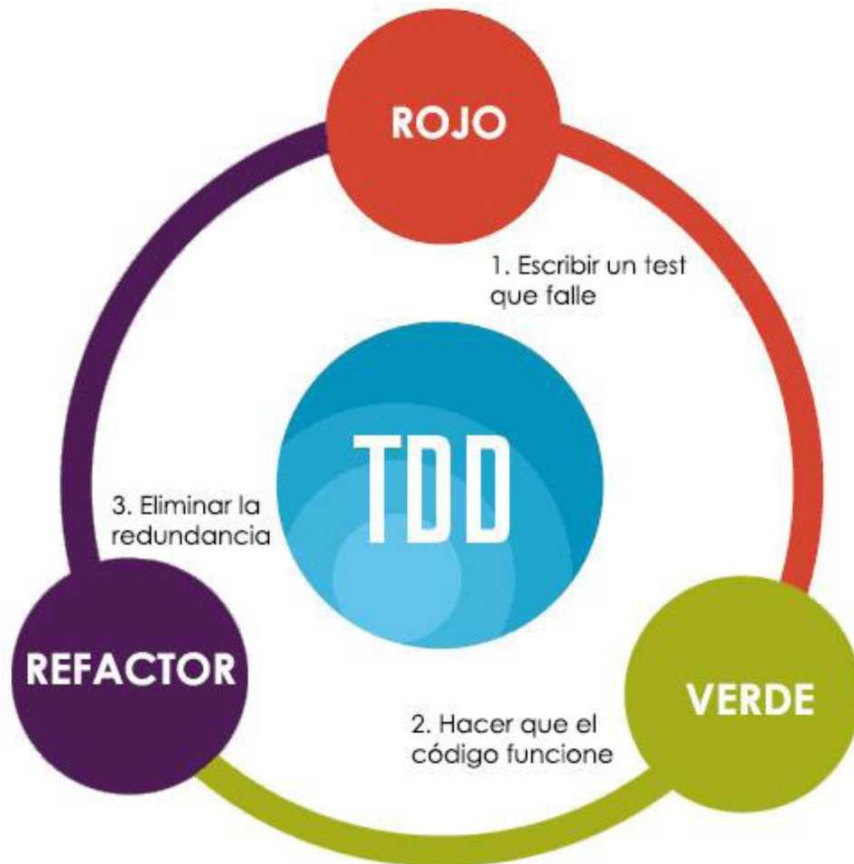 ROJO
1. Escribir un test
que falle
TDD
3. Eliminar la
redundancia
REFACTOR
VERDE
2. Hacer que el
código funcione